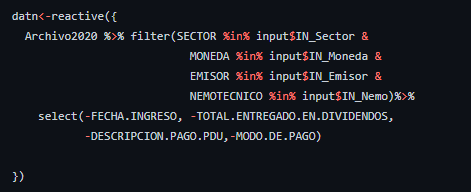 datn<-reactive({
  Archivo2020 %>% filter(SECTOR %in% input$IN_Sector &
                           MONEDA %in% input$IN_Moneda &
                           EMISOR %in% input$IN_Emisor &
                           NEMOTECNICO %in% input$IN_Nemo)%>%
    select(-FECHA.INGRESO, -TOTAL.ENTREGADO.EN.DIVIDENDOS,
           -DESCRIPCION.PAGO.PDU,-MODO.DE.PAGO)
})